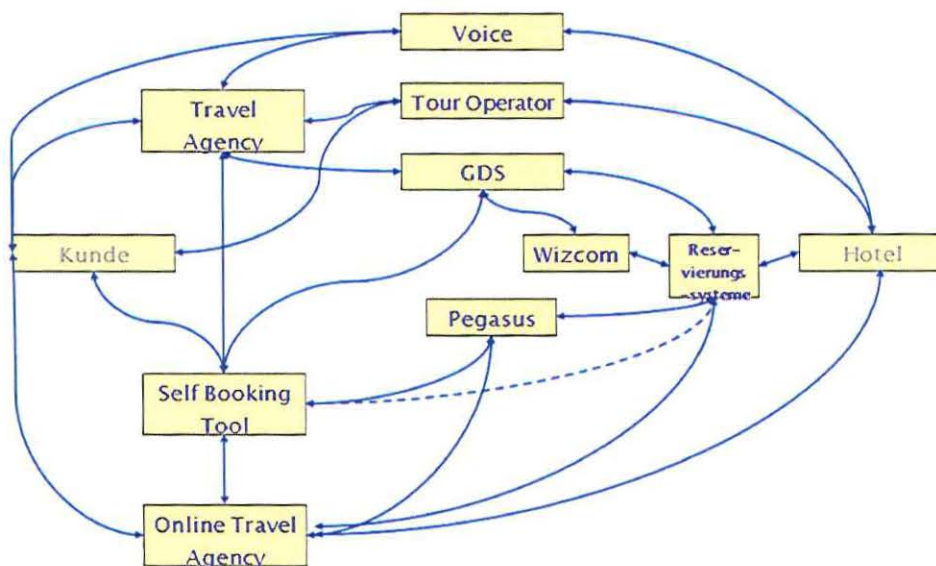 Voice
Travel
Agency
Tour Operator
GDS
Kunde
Wizcom
Reser-
vierungs
-systeme
Hotel
Pegasus
Self Booking
Tool
Online Travel
Agency